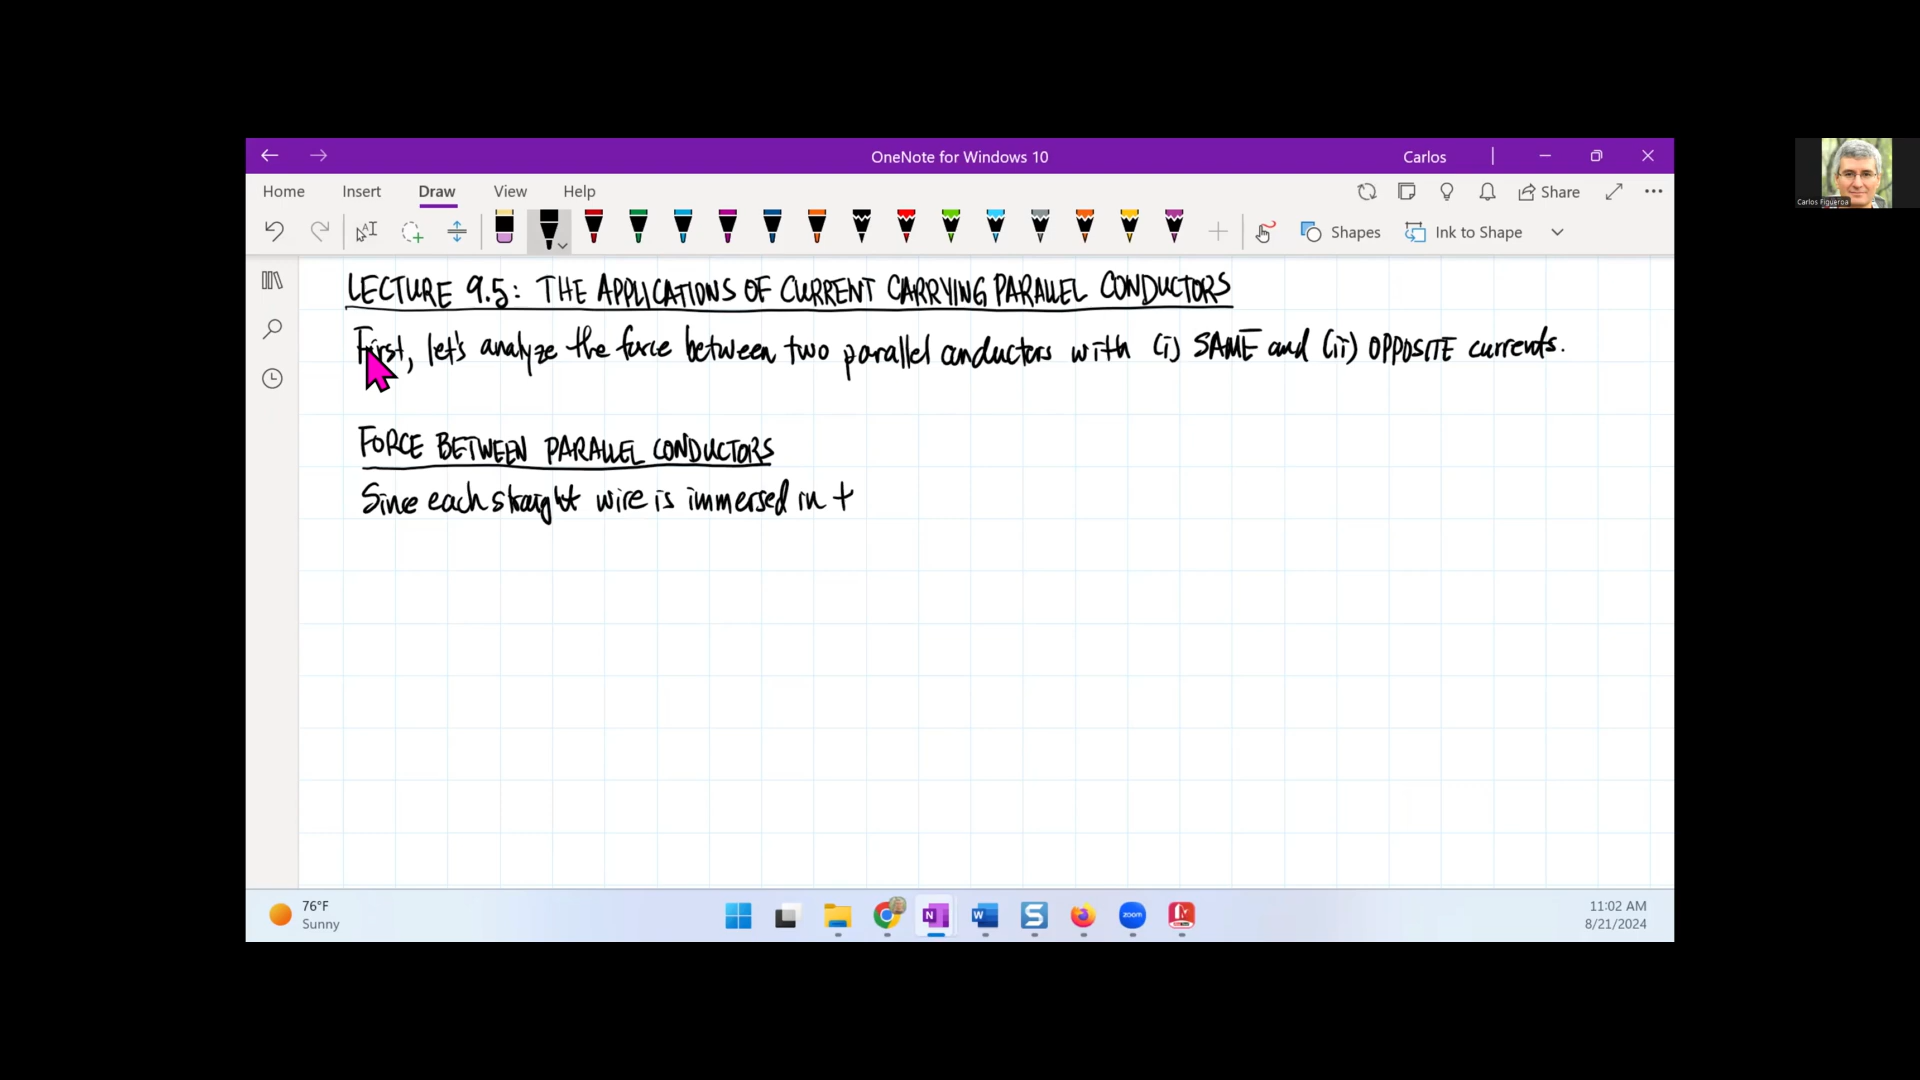 OneNote for Windows 10
Carlos
Home Insert Draw View Help
Share
Shapes
Ink to Shape
Carlos Figueroa
LECTURE 9.5: THE APPLICATIONS OF CURRENT CARRYING PARALLEL CONDUCTORS
First, let's analyze the force between two parallel conductors with (i) SAME and (ii) OPPOSITE currents.
FORCE BETWEEN PARALLEL CONDUCTORS
Since each straight wire is immersed in t
76°F
Sunny
zoom
11:02 AM
8/21/2024